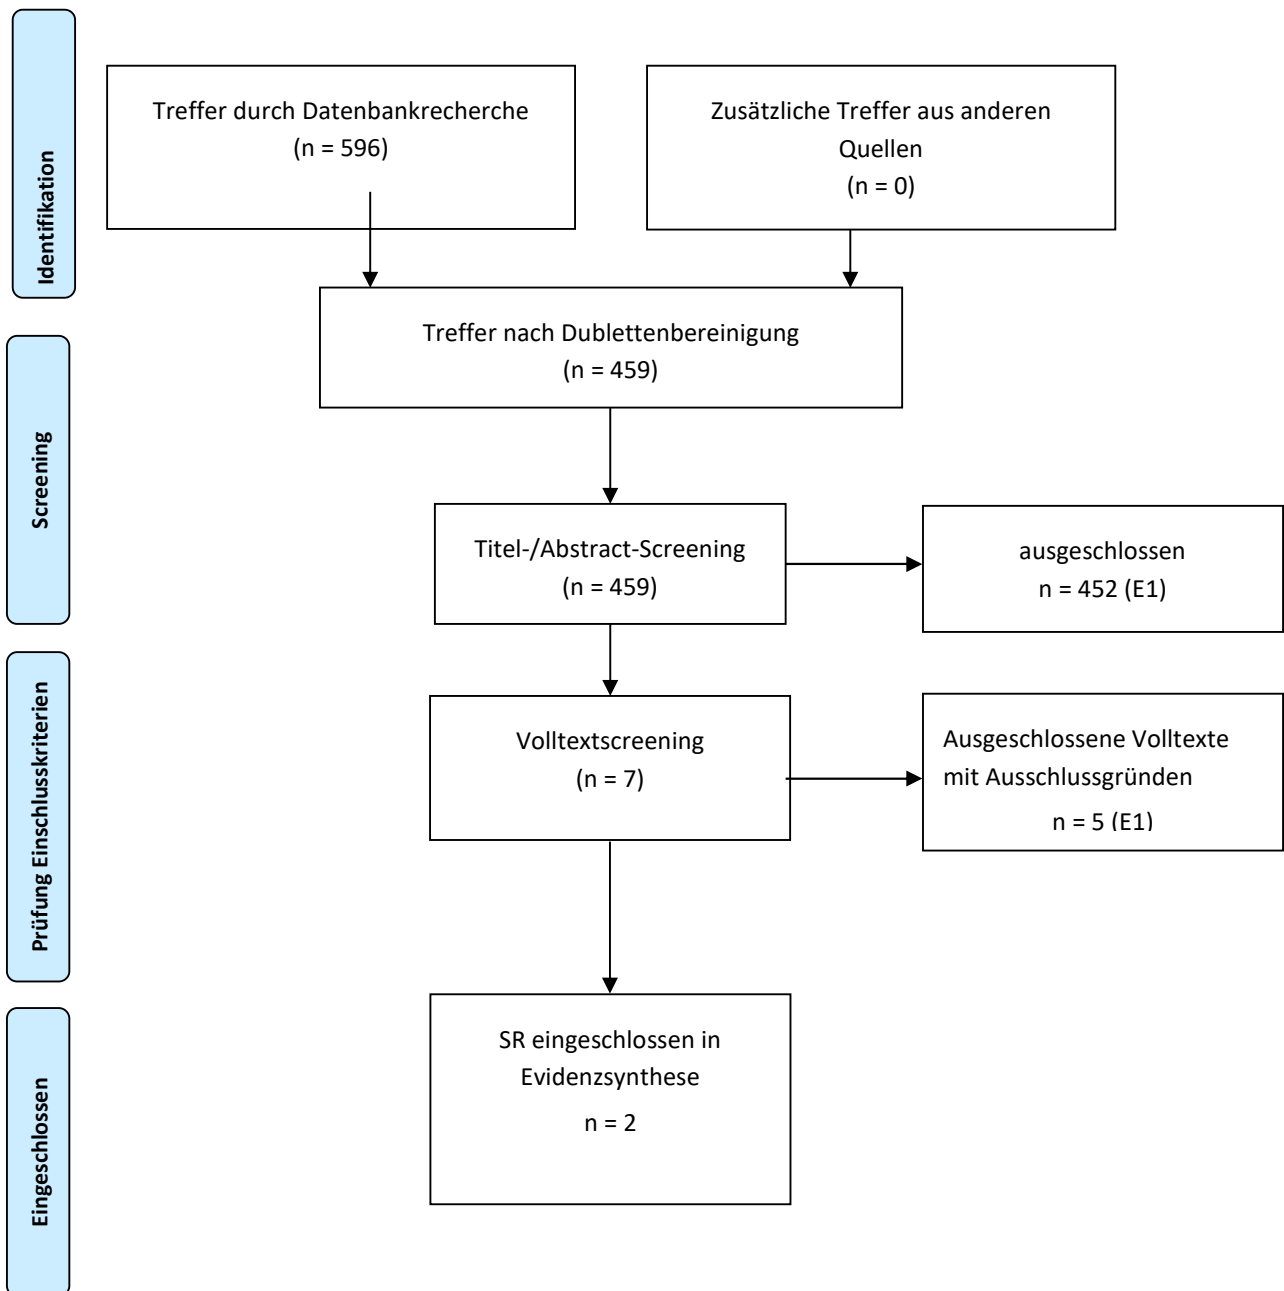 Identifikation
Treffer durch Datenbankrecherche
(n = 596)
Zusätzliche Treffer aus anderen
Quellen
(n = 0)
Treffer nach Dublettenbereinigung
(n = 459)
Screening
Titel-/Abstract-Screening
(n = 459)
ausgeschlossen
n = 452 (E1)
Prüfung Einschlusskriterien
Volltextscreening
(n = 7)
Ausgeschlossene Volltexte
mit Ausschlussgründen
n = 5 (E1)
Eingeschlossen
SR eingeschlossen in
Evidenzsynthese
n = 2